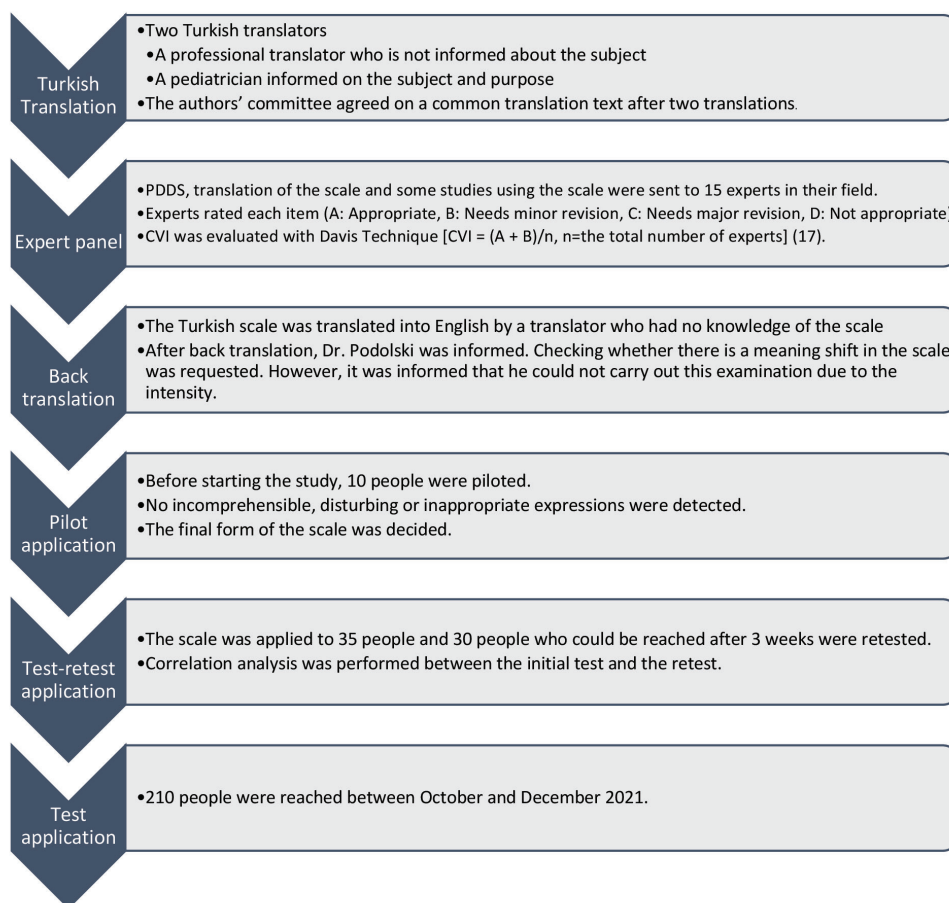 Turkish
Translation
•Two Turkish translators
•A professional translator who is not informed about the subject
•A pediatrician informed on the subject and purpose
•The authors’ committee agreed on a common translation text after two translations.
Expert panel
•PDDS, translation of the scale and some studies using the scale were sent to 15 experts in their field.
•Experts rated each item (A: Appropriate, B: Needs minor revision, C: Needs major revision, D: Not appropriate)
•CVI was evaluated with Davis Technique [CVI = (A + B)/n, n=the total number of experts] (17).
Back
translation
•The Turkish scale was translated into English by a translator who had no knowledge of the scale
•After back translation, Dr. Podolski was informed. Checking whether there is a meaning shift in the scale
was requested. However, it was informed that he could not carry out this examination due to the
intensity.
Pilot
application
•Before starting the study, 10 people were piloted.
•No incomprehensible, disturbing or inappropriate expressions were detected.
•The final form of the scale was decided.
Test-retest
application
•The scale was applied to 35 people and 30 people who could be reached after 3 weeks were retested.
•Correlation analysis was performed between the initial test and the retest.
Test
application
•210 people were reached between October and December 2021.